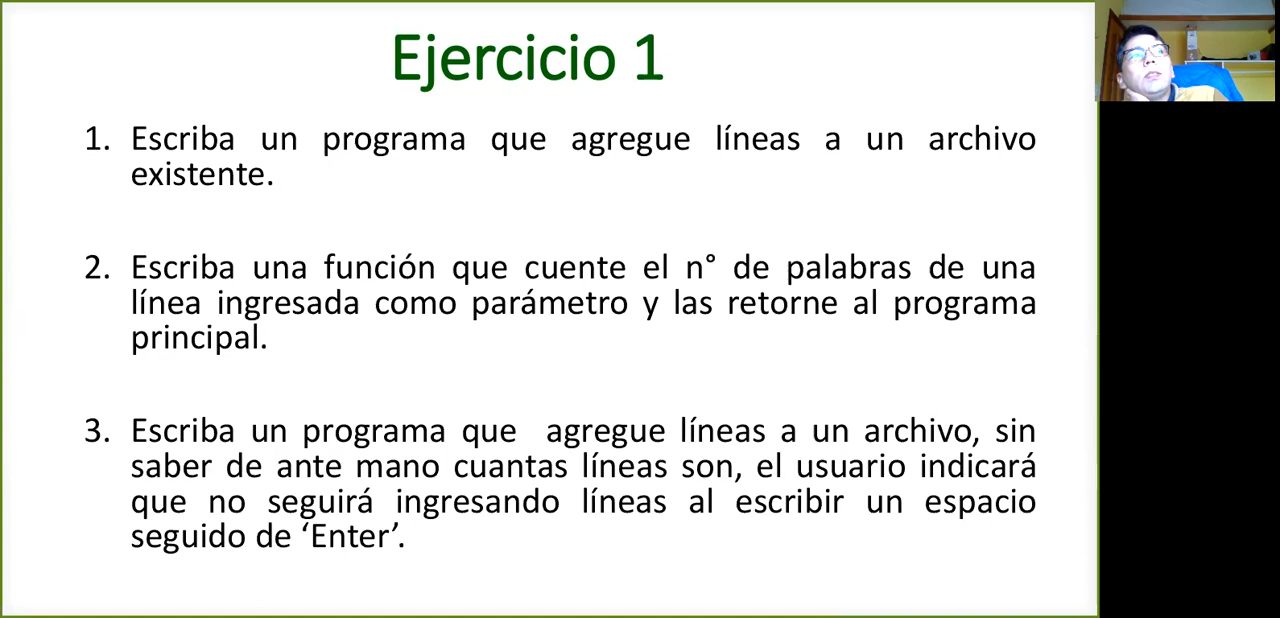 Ejercicio 1
1. Escriba un programa que agregue líneas a un archivo
existente.
2. Escriba una función que cuente el n° de palabras de una
línea ingresada como parámetro y las retorne al programa
principal.
3. Escriba un programa que agregue líneas a un archivo, sin
saber de ante mano cuantas líneas son, el usuario indicará
que no seguirá ingresando líneas al escribir un espacio
seguido de ‘Enter’.